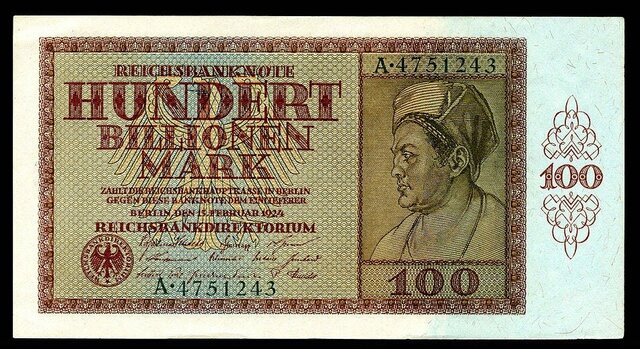 REICHSBANKNOTE
A·4751243
HUNDERT
BILLIONEN
MARK
ZAHLT DIE REICHSBANKHAUPTKASSE IN BERLIN
GEGEN DIESE BANKNOTE DEM EINLIEFERER
BERLIN, DEN 15. FEBRUAR 1924
REICHSBANKDIREKTORIUM
A·4751243
100
100